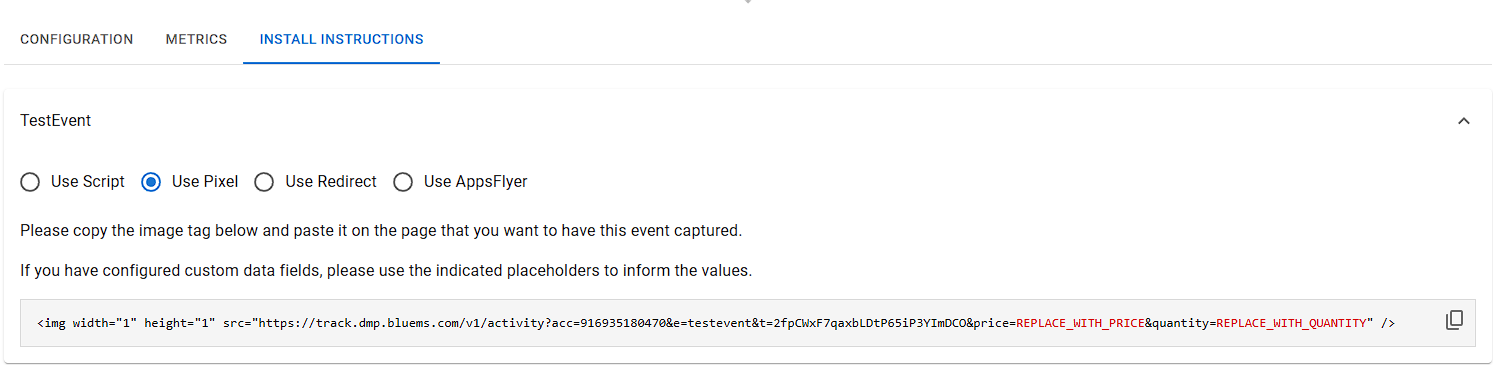 CONFIGURATION METRICS INSTALL INSTRUCTIONS
TestEvent
Use Script Use Pixel Use Redirect Use AppsFlyer
Please copy the image tag below and paste it on the page that you want to have this event captured.
If you have configured custom data fields, please use the indicated placeholders to inform the values.
<img width="1" height="1" src="https://track.dmp.bluems.com/v1/activity?acc=916935180470&e=testevent&t=2fpCWxF7qaxbLDtP65iP3YImDCO&price=REPLACE_WITH_PRICE&quantity=REPLACE_WITH_QUANTITY" />